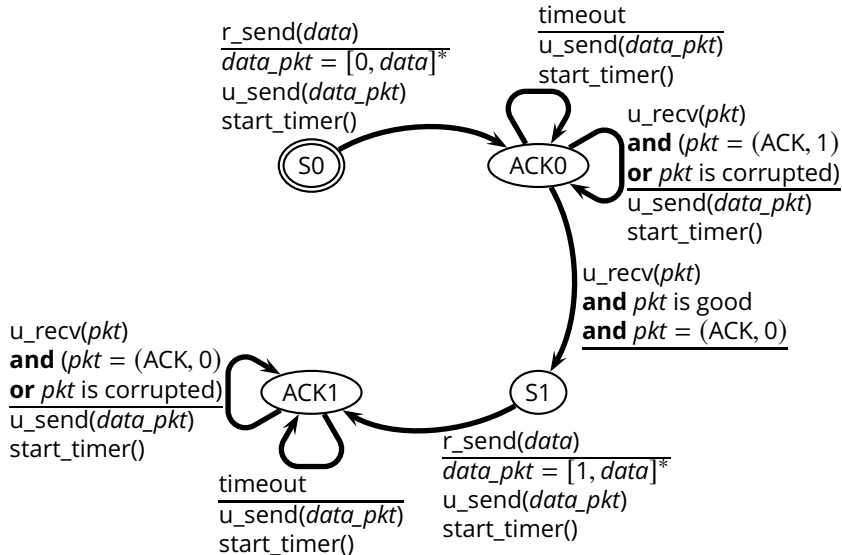 r_send(data)
data_pkt = [0, data]*
u_send(data_pkt)
start_timer()
timeout
u_send(data_pkt)
start_timer()
S0
ACK0
u_recv(pkt)
and (pkt = (ACK, 1)
or pkt is corrupted)
u_send(data_pkt)
start_timer()
u_recv(pkt)
and pkt is good
and pkt = (ACK, 0)
u_recv(pkt)
and (pkt = (ACK, 0)
or pkt is corrupted)
u_send(data_pkt)
start_timer()
ACK1
S1
timeout
u_send(data_pkt)
start_timer()
r_send(data)
data_pkt = [1, data]*
u_send(data_pkt)
start_timer()